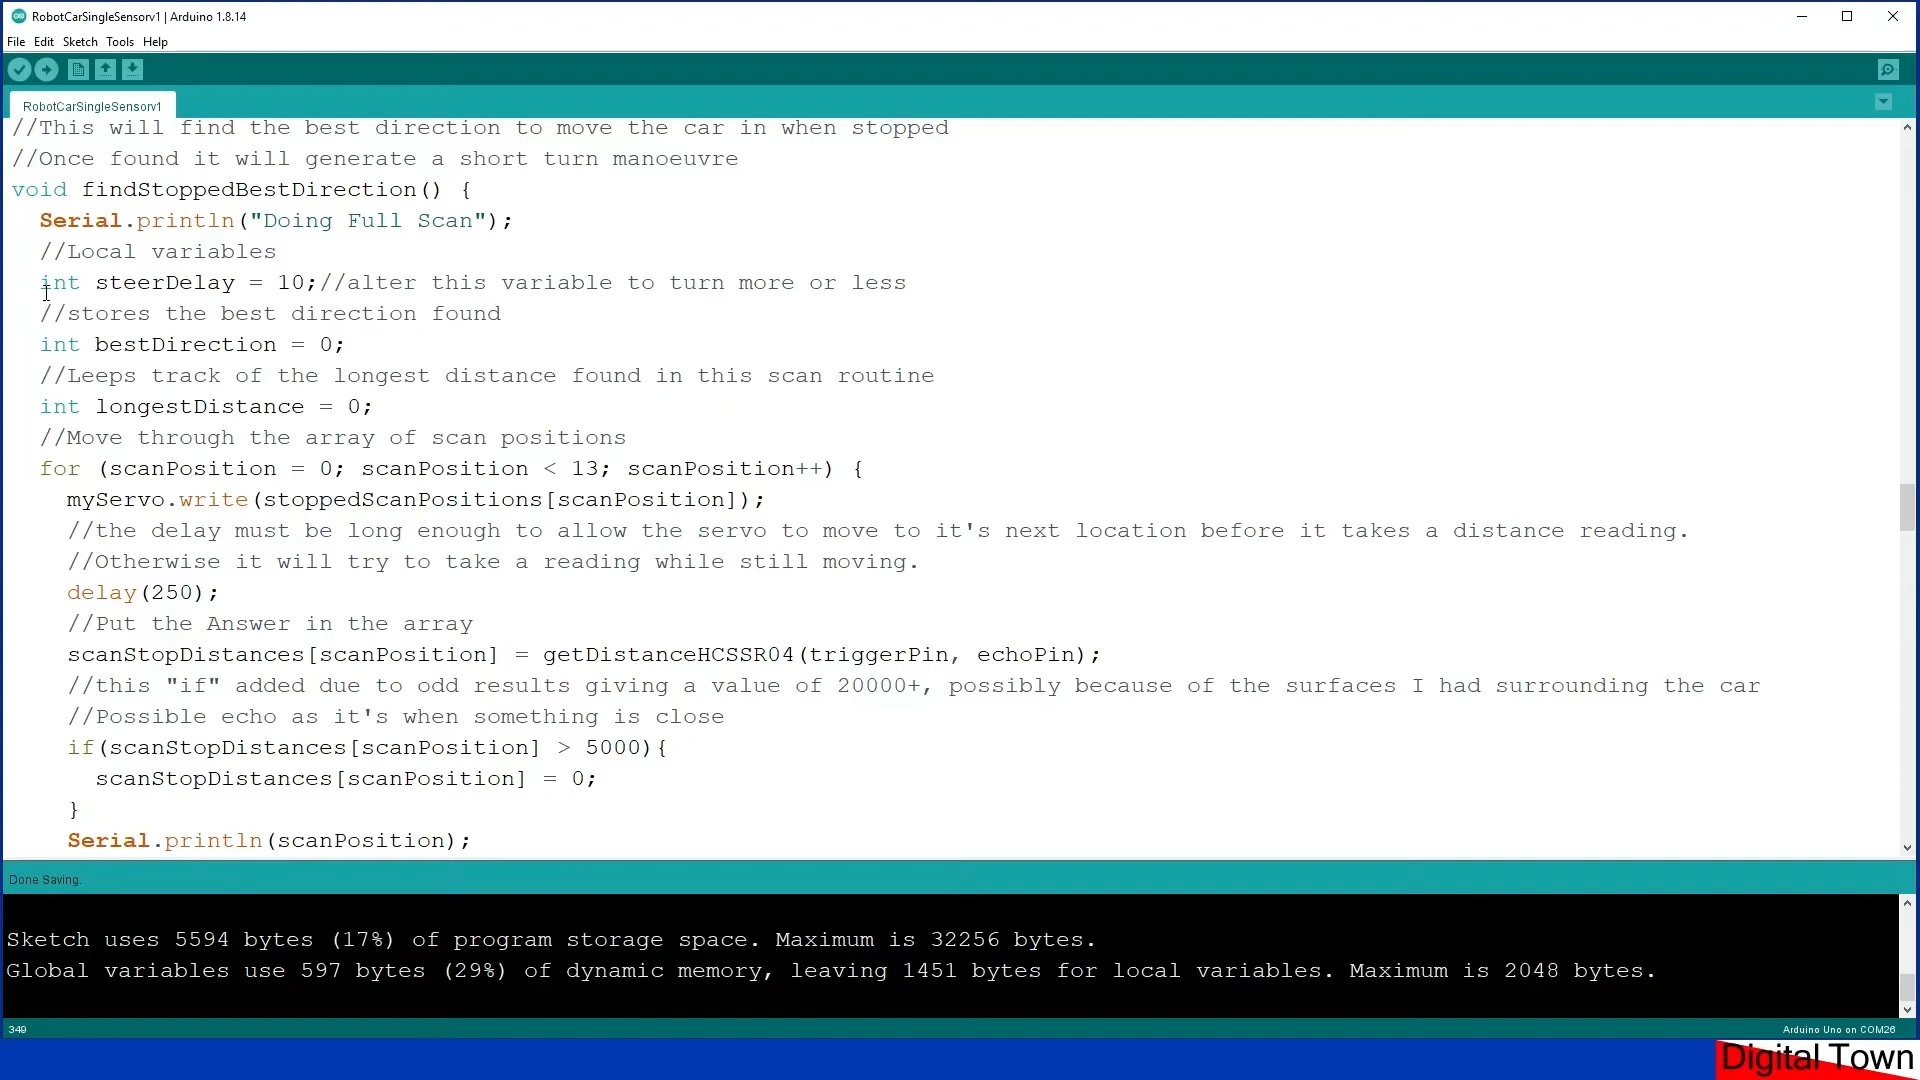 RobotCarSingleSensorv1 | Arduino 1.8.14
File Edit Sketch Tools Help
RobotCarSingleSensorv1
//This will find the best direction to move the car in when stopped
//Once found it will generate a short turn manoeuvre
void findStoppedBestDirection() {
Serial.println("Doing Full Scan");
//Local variables
int steerDelay = 10;//alter this variable to turn more or less
//stores the best direction found
int bestDirection = 0;
//Leeps track of the longest distance found in this scan routine
int longestDistance = 0;
//Move through the array of scan positions
for (scanPosition = 0; scanPosition < 13; scanPosition++) {
myServo.write(stoppedScanPositions[scanPosition]);
//the delay must be long enough to allow the servo to move to it's next location before it takes a distance reading.
//Otherwise it will try to take a reading while still moving.
delay(250);
//Put the Answer in the array
scanStopDistances[scanPosition] = getDistanceHCSSR04(triggerPin, echoPin);
//this "if" added due to odd results giving a value of 20000+, possibly because of the surfaces I had surrounding the car
//Possible echo as it's when something is close
if(scanStopDistances[scanPosition] > 5000){
scanStopDistances[scanPosition] = 0;
}
Serial.println(scanPosition);
Done Saving.
Sketch uses 5594 bytes (17%) of program storage space. Maximum is 32256 bytes.
Global variables use 597 bytes (29%) of dynamic memory, leaving 1451 bytes for local variables. Maximum is 2048 bytes.
349
Arduino Uno on COM26
Digital Town